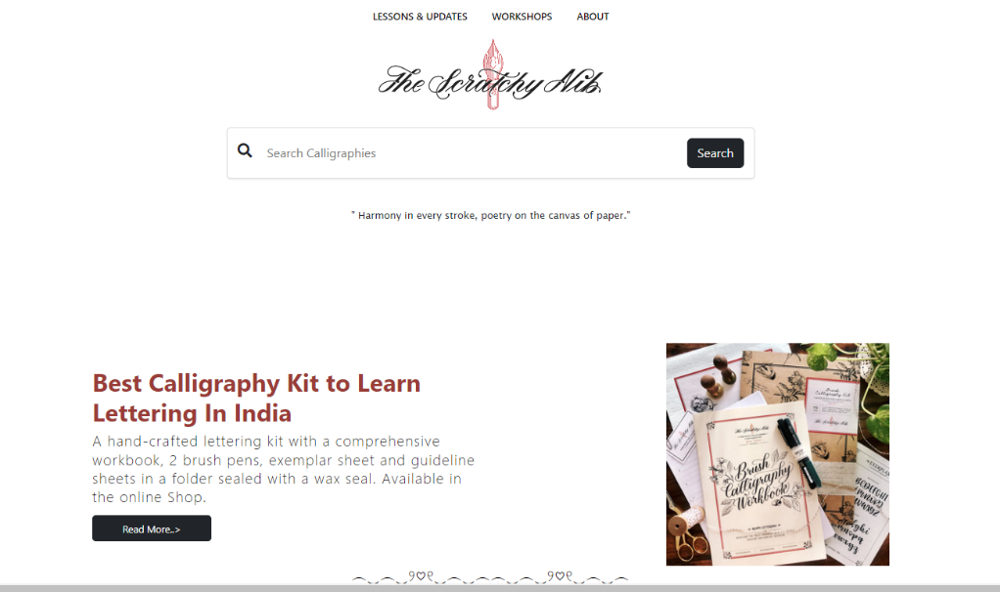 LESSONS & UPDATES WORKSHOPS ABOUT
The Scratchy Nib
Search Calligraphies
Search
" Harmony in every stroke, poetry on the canvas of paper."
Best Calligraphy Kit to Learn
Lettering In India
A hand-crafted lettering kit with a comprehensive
workbook, 2 brush pens, exemplar sheet and guideline
sheets in a folder sealed with a wax seal. Available in
the online Shop.
Read More..>
Brush
Calligraphy
Workbook